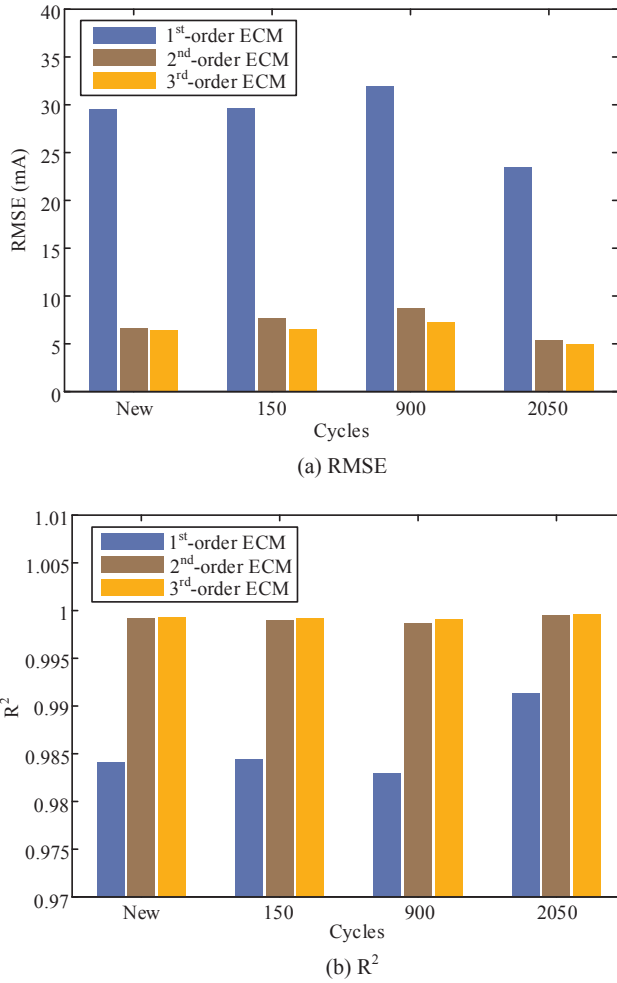 40
35
30
25
20
15
10
5
0
RMSE (mA)
1st-order ECM
2nd-order ECM
3rd-order ECM
New 150 900 2050
Cycles
(a) RMSE
1.01
1.005
1
0.995
0.99
0.985
0.98
0.975
0.97
R2
1st-order ECM
2nd-order ECM
3rd-order ECM
New 150 900 2050
Cycles
(b) R2